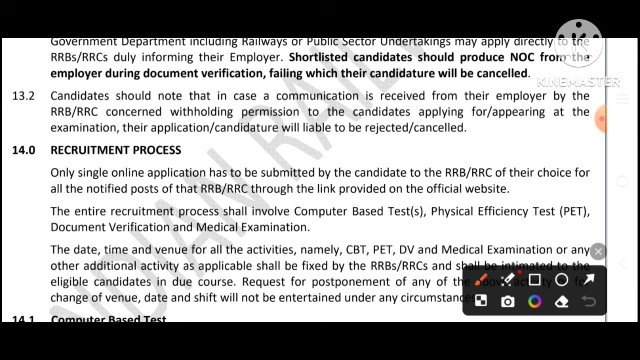 Government Department including Railways or Public Sector Undertakings may apply directly to the
RRBs/RRCs duly informing their Employer. Shortlisted candidates should produce NOC from the
employer during document verification, failing which their candidature will be cancelled.
KINEMASTER
13.2 Candidates should note that in case a communication is received from their employer by the
RRB/RRC concerned withholding permission to the candidates applying for/appearing at the
examination, their application/candidature will liable to be rejected/cancelled.
14.0 RECRUITMENT PROCESS
Only single online application has to be submitted by the candidate to the RRB/RRC of their choice for
all the notified posts of that RRB/RRC through the link provided on the official website.
The entire recruitment process shall involve Computer Based Test(s), Physical Efficiency Test (PET),
Document Verification and Medical Examination.
The date, time and venue for all the activities, namely, CBT, PET, DV and Medical Examination or any
other additional activity as applicable shall be fixed by the RRBs/RRCs and shall be intimated to the
eligible candidates in due course. Request for postponement of any of the above activity
change of venue, date and shift will not be entertained under any circumstances
14.1 Computer Based Test
INDIAN RAIL